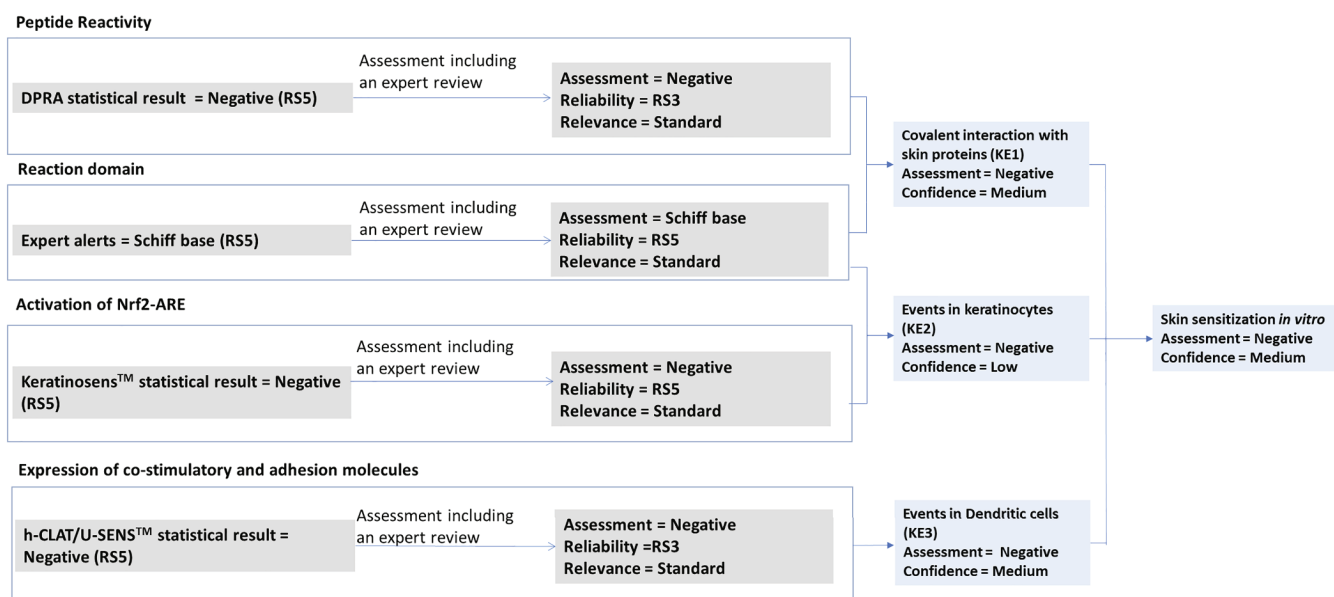 Peptide Reactivity
DPRA statistical result  = Negative (RS5)
Assessment including
an expert review
Assessment = Negative
Reliability = RS3
Relevance = Standard
Reaction domain
Expert alerts = Schiff base (RS5)
Assessment including
an expert review
Assessment = Schiff base
Reliability = RS5
Relevance = Standard
Covalent interaction with
skin proteins (KE1)
Assessment = Negative
Confidence = Medium
Activation of Nrf2-ARE
Keratinosens™ statistical result = Negative
(RS5)
Assessment including
an expert review
Assessment = Negative
Reliability = RS5
Relevance = Standard
Events in keratinocytes
(KE2)
Assessment = Negative
Confidence = Low
Skin sensitization in vitro
Assessment = Negative
Confidence = Medium
Expression of co-stimulatory and adhesion molecules
h-CLAT/U-SENS™ statistical result =
Negative (RS5)
Assessment including
an expert review
Assessment = Negative
Reliability =RS3
Relevance = Standard
Events in Dendritic cells
(KE3)
Assessment =  Negative
Confidence = Medium